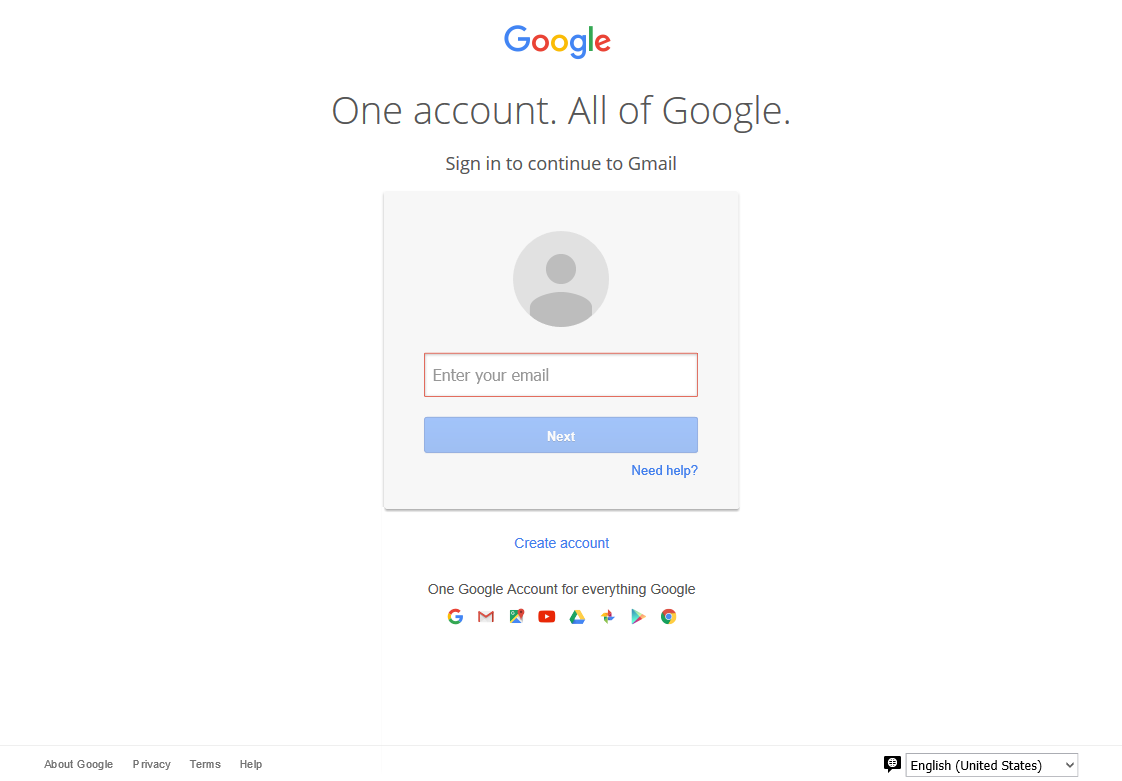 Google
One account. All of Google.
Sign in to continue to Gmail
Enter your email
Next
Need help?
Create account
One Google Account for everything Google
About Google Privacy Terms Help
English (United States)